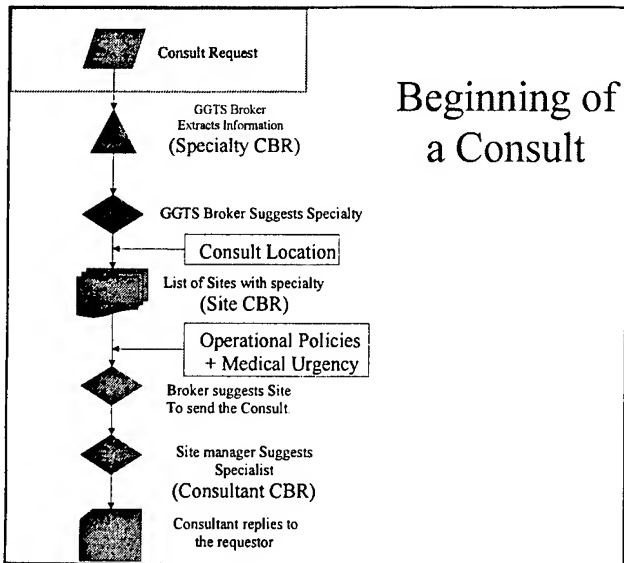 Consult Request
Beginning of
a Consult
GGTS Broker
Extracts Information
(Specialty CBR)
GGTS Broker Suggests Specialty
Consult Location
List of Sites with specialty
(Site CBR)
Operational Policies
+ Medical Urgency
Broker suggests Site
To send the Consult.
Site manager Suggests
Specialist
(Consultant CBR)
Consultant replies to
the requestor